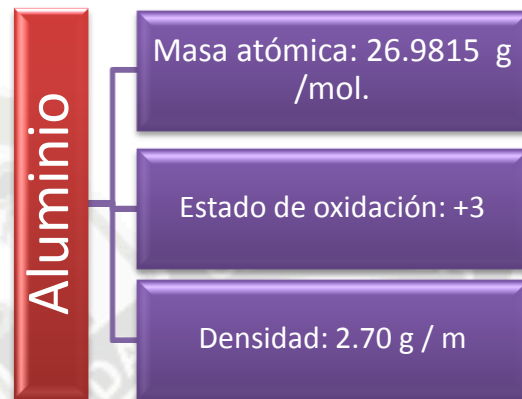 Aluminio
Masa atómica: 26.9815 g
/mol.
Estado de oxidación: +3
Densidad: 2.70 g / m